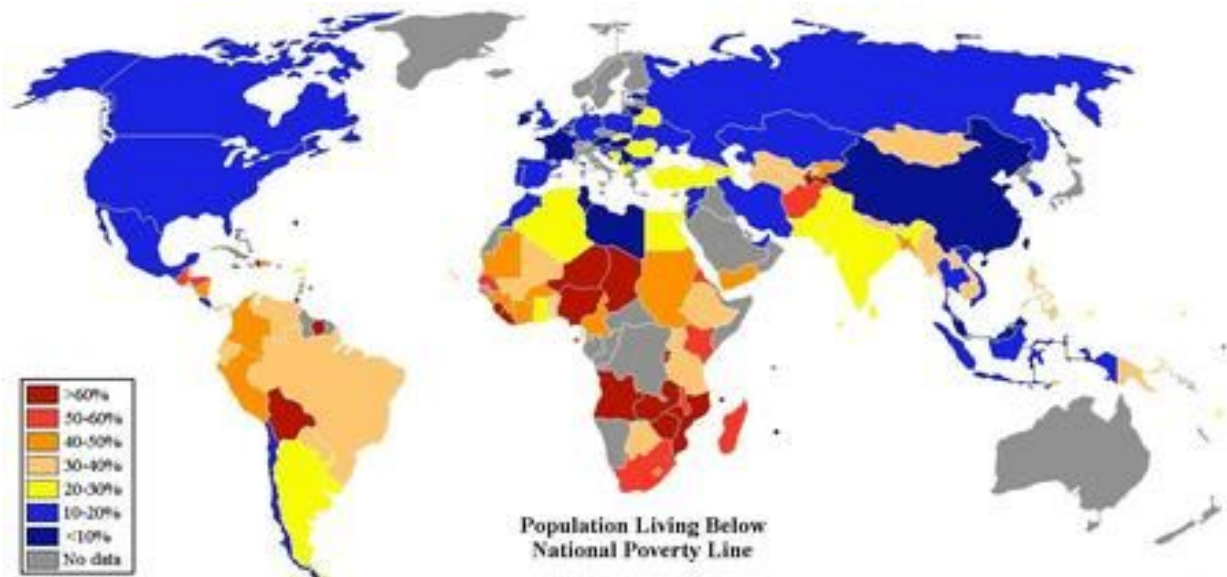 >60%
50-60%
40-50%
30-40%
20-30%
10-20%
<10%
No data
Population Living Below
National Poverty Line